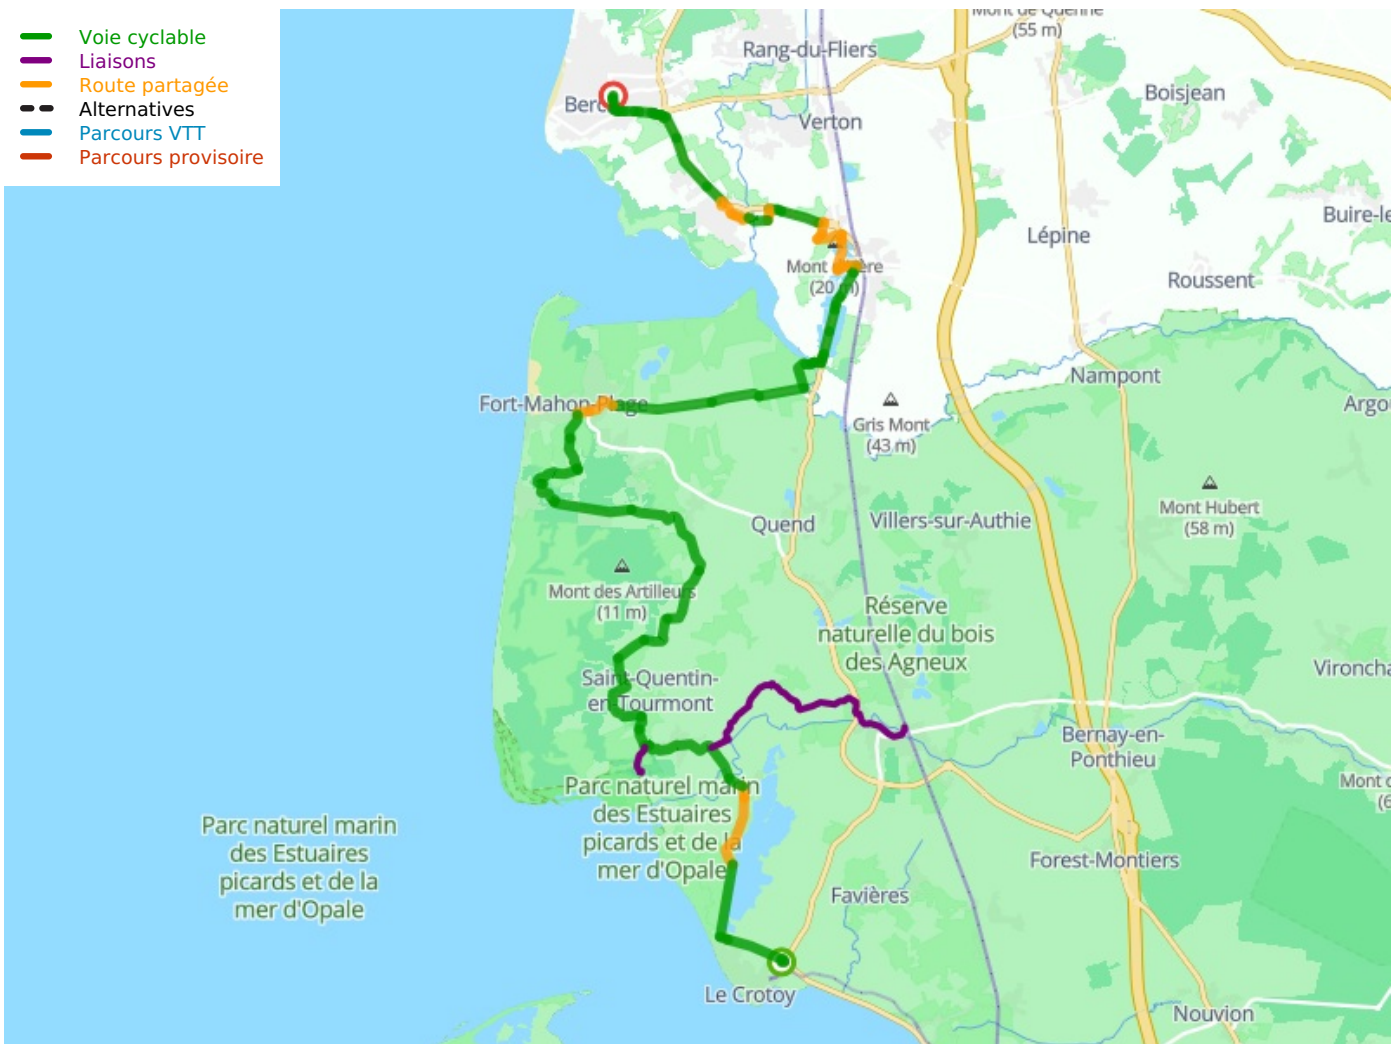 Voie cyclable
Liaisons
Route partagée
Alternatives
Parcours VTT
Parcours provisoire
(55 m)
Rang-du-Fliers
Boisjean
Verton
Lépine
Roussent
(20 m)
Nampont
Fort-Mahon-Plage
Gris Mont
(43 m)
Mont Hubert
(58 m)
Quend
Villers-sur-Authie
Mont des Artilleurs
(11 m)
Réserve
naturelle du bois
des Agneux
Saint-Quentin-
en-Tourmont
Bernay-en-
Ponthieu
Parc naturel marin
des Estuaires
picards et de la
mer d'Opale
Parc naturel marin
des Estuaires
picards et de la
mer d'Opale
Forest-Montiers
Favières
Le Crotoy
Nouvion